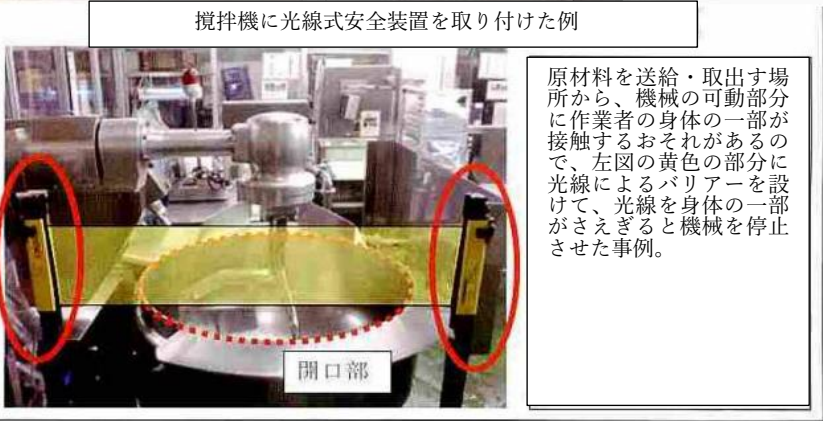 撹拌機に光線式安全装置を取り付けた例
原材料を送給・取出す場
所から、機械の可動部分
に作業者の身体の一部が
接触するおそれがあるの
で、左図の黄色の部分に
光線によるバリアーを設
けて、光線を身体の一部
がさえぎると機械を停止
させた事例。
開口部